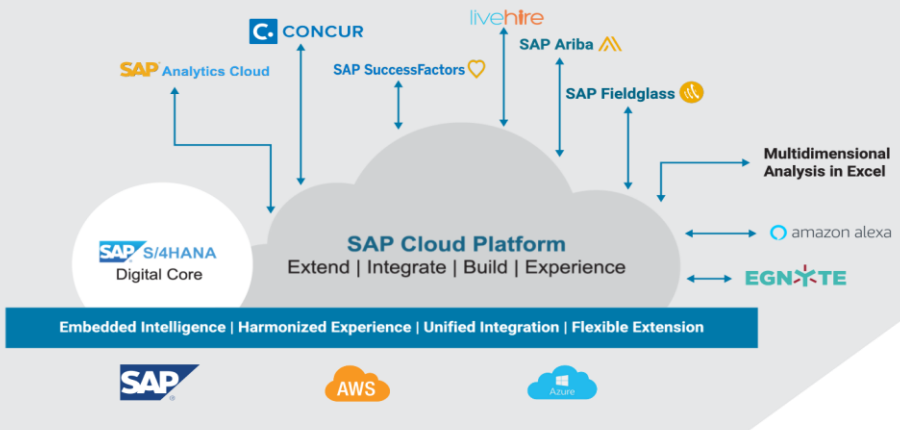 livehire
CONCUR
SAP Ariba
SAP Analytics Cloud
SAP SuccessFactors
SAP Fieldglass
Multidimensional
Analysis in Excel
SAP S/4HANA
Digital Core
SAP Cloud Platform
Extend | Integrate | Build | Experience
amazon alexa
EGNYTE
Embedded Intelligence | Harmonized Experience | Unified Integration | Flexible Extension
SAP
AWS
Azure